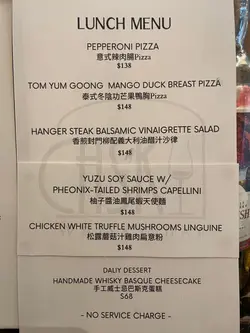 LUNCH MENU
PEPPERONI PIZZA
意式辣肉腸Pizza
$138
TOM YUM GOONG MANGO DUCK BREAST PIZZA
泰式冬陰功芒果鴨胸Pizza
$148
HANGER STEAK BALSAMIC VINAIGRETTE SALAD
香煎封門柳配義大利油醋汁沙律
$148
YUZU SOY SAUCE W/
PHEONIX-TAILED SHRIMPS CAPELLINI
柚子醬油鳳尾蝦天使麵
$148
CHICKEN WHITE TRUFFLE MUSHROOMS LINGUINE
松露蘑菇汁雞肉扁意粉
$148
DALIY DESSERT
HANDMADE WHISKY BASQUE CHEESECAKE
手工威士忌巴斯克蛋糕
$68
- NO SERVICE CHARGE -